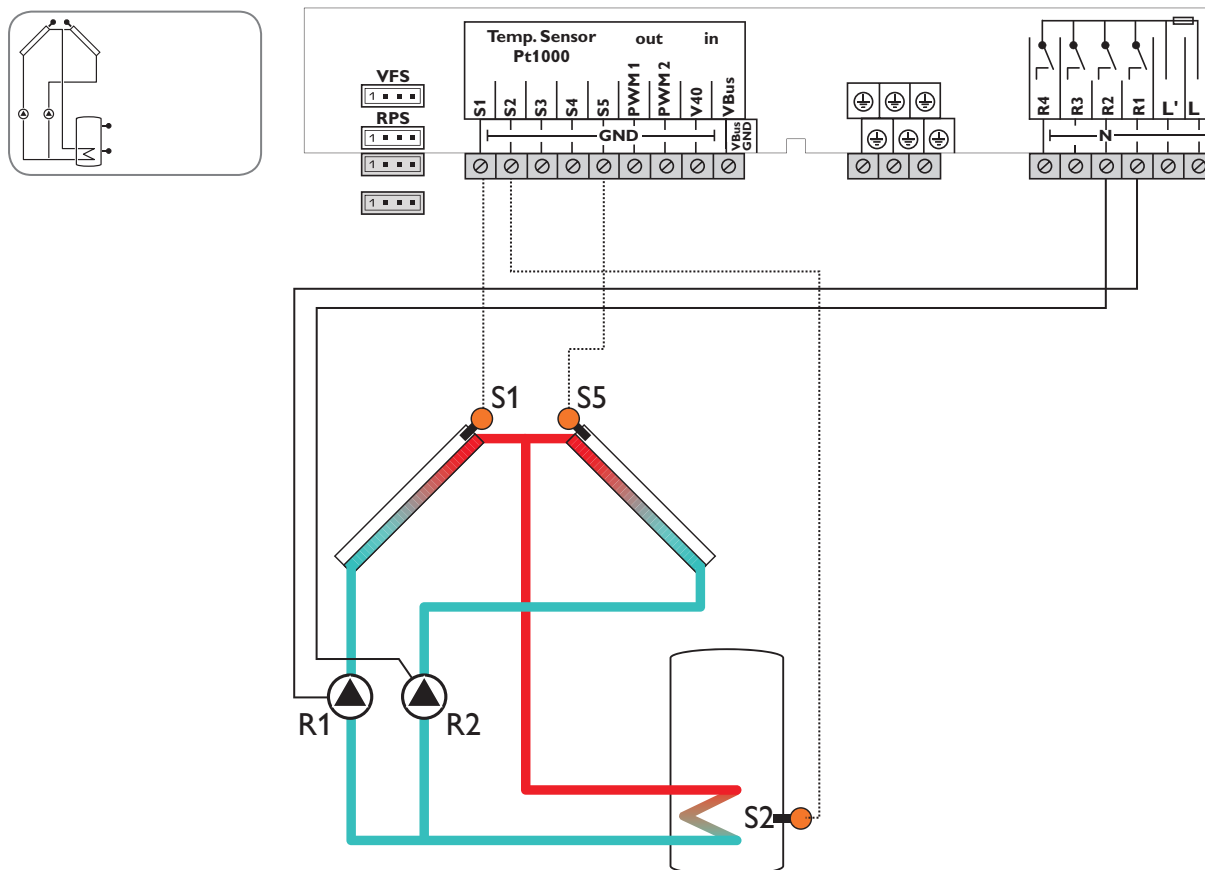 Temp. Sensor out in
Pt1000
VFS
1
RPS
1
1
1
S1
S2
S3
S4
S5
PWM 1
PWM 2
V40
VBus
GND
VBus
GND
R4
R3
R2
R1
L'
L
N
S1
S5
R1
R2
S2